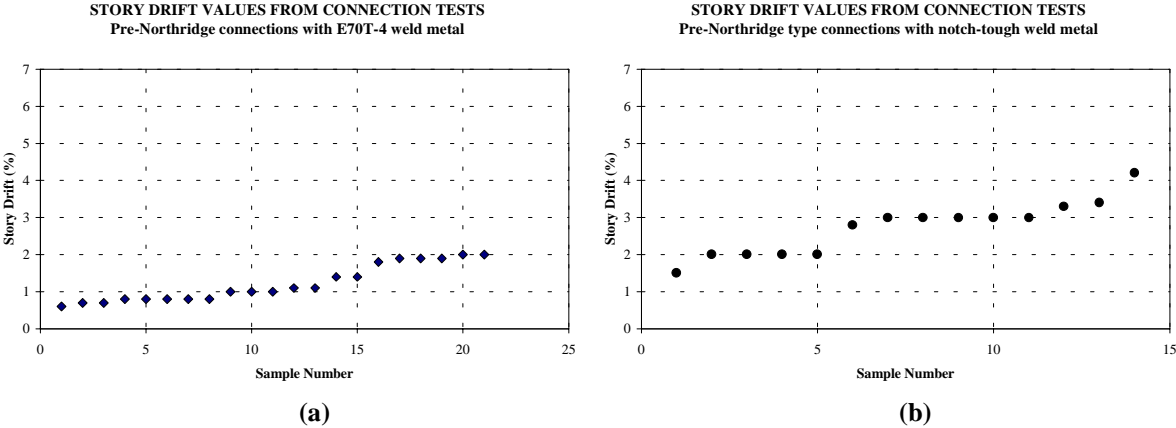 STORY DRIFT VALUES FROM CONNECTION TESTS
Pre-Northridge connections with E70T-4 weld metal
7
6
5
4
3
2
1
0
Story Drift (%)
0 5 10 15 20 25
Sample Number
(a)
STORY DRIFT VALUES FROM CONNECTION TESTS
Pre-Northridge type connections with notch-tough weld metal
7
6
5
4
3
2
1
0
Story Drift (%)
0 5 10 15
Sample Number
(b)